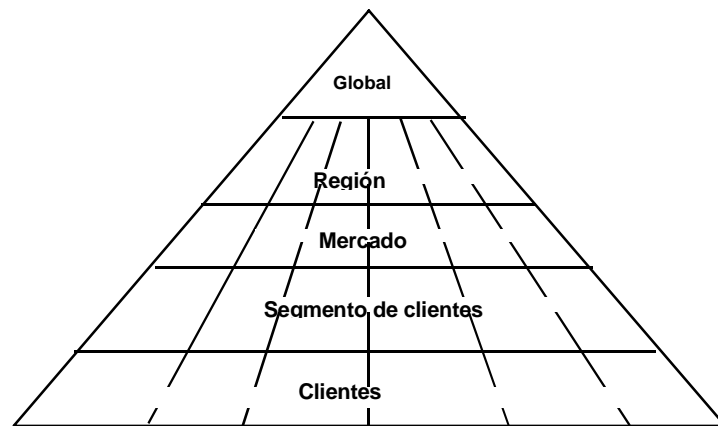 Global
Región
Mercado
Segmento de clientes
Clientes